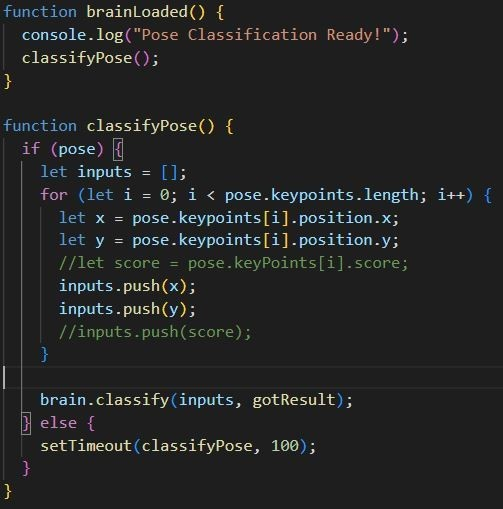 function brainLoaded() {
  console.log("Pose Classification Ready!");
  classifyPose();
}

function classifyPose() {
  if (pose) {
    let inputs = [];
    for (let i = 0; i < pose.keypoints.length; i++) {
      let x = pose.keypoints[i].position.x;
      let y = pose.keypoints[i].position.y;
      //let score = pose.keyPoints[i].score;
      inputs.push(x);
      inputs.push(y);
      //inputs.push(score);
    }

    brain.classify(inputs, gotResult);
  } else {
    setTimeout(classifyPose, 100);
  }
}